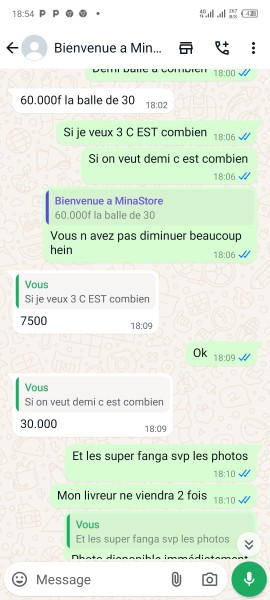 18:54 P P
Bienvenue a Min...
Demi balle a combien 18:00
60.000f la balle de 30 18:02
Si je veux 3 C EST combien 18:06
Si on veut demi c est combien
18:06
Bienvenue a MinaStore
60.000f la balle de 30
Vous n avez pas diminuer beaucoup
hein 18:06
Vous
Si je veux 3 C EST combien
7500 18:09
Ok 18:09
Vous
Si on veut demi c est combien
30.000 18:09
Et les super fanga svp les photos
18:10
Mon livreur ne viendra 2 fois 18:10
Vous
Et les super fanga svp les photos
Photo disponible immédiatement
Message